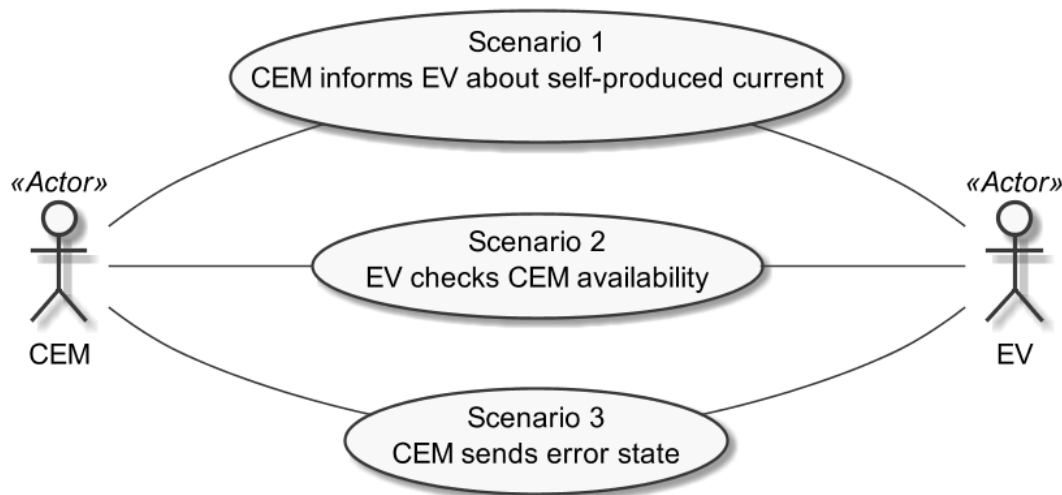 Scenario 1
CEM informs EV about self-produced current
«Actor»
CEM
«Actor»
EV
Scenario 2
EV checks CEM availability
Scenario 3
CEM sends error state